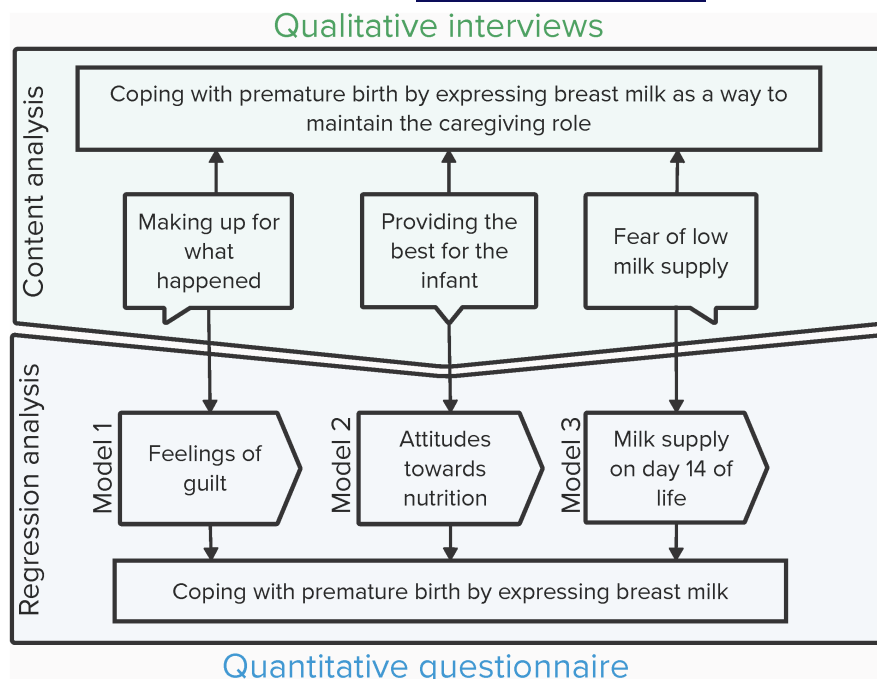 Qualitative interviews
Content analysis
Coping with premature birth by expressing breast milk as a way to
maintain the caregiving role
Making up for
what
happened
Providing the
best for the
infant
Fear of low
milk supply
Regression analysis
Model 1
Feelings of
guilt
Model 2
Attitudes
towards
nutrition
Model 3
Milk supply
on day 14 of
life
Coping with premature birth by expressing breast milk
Quantitative questionnaire